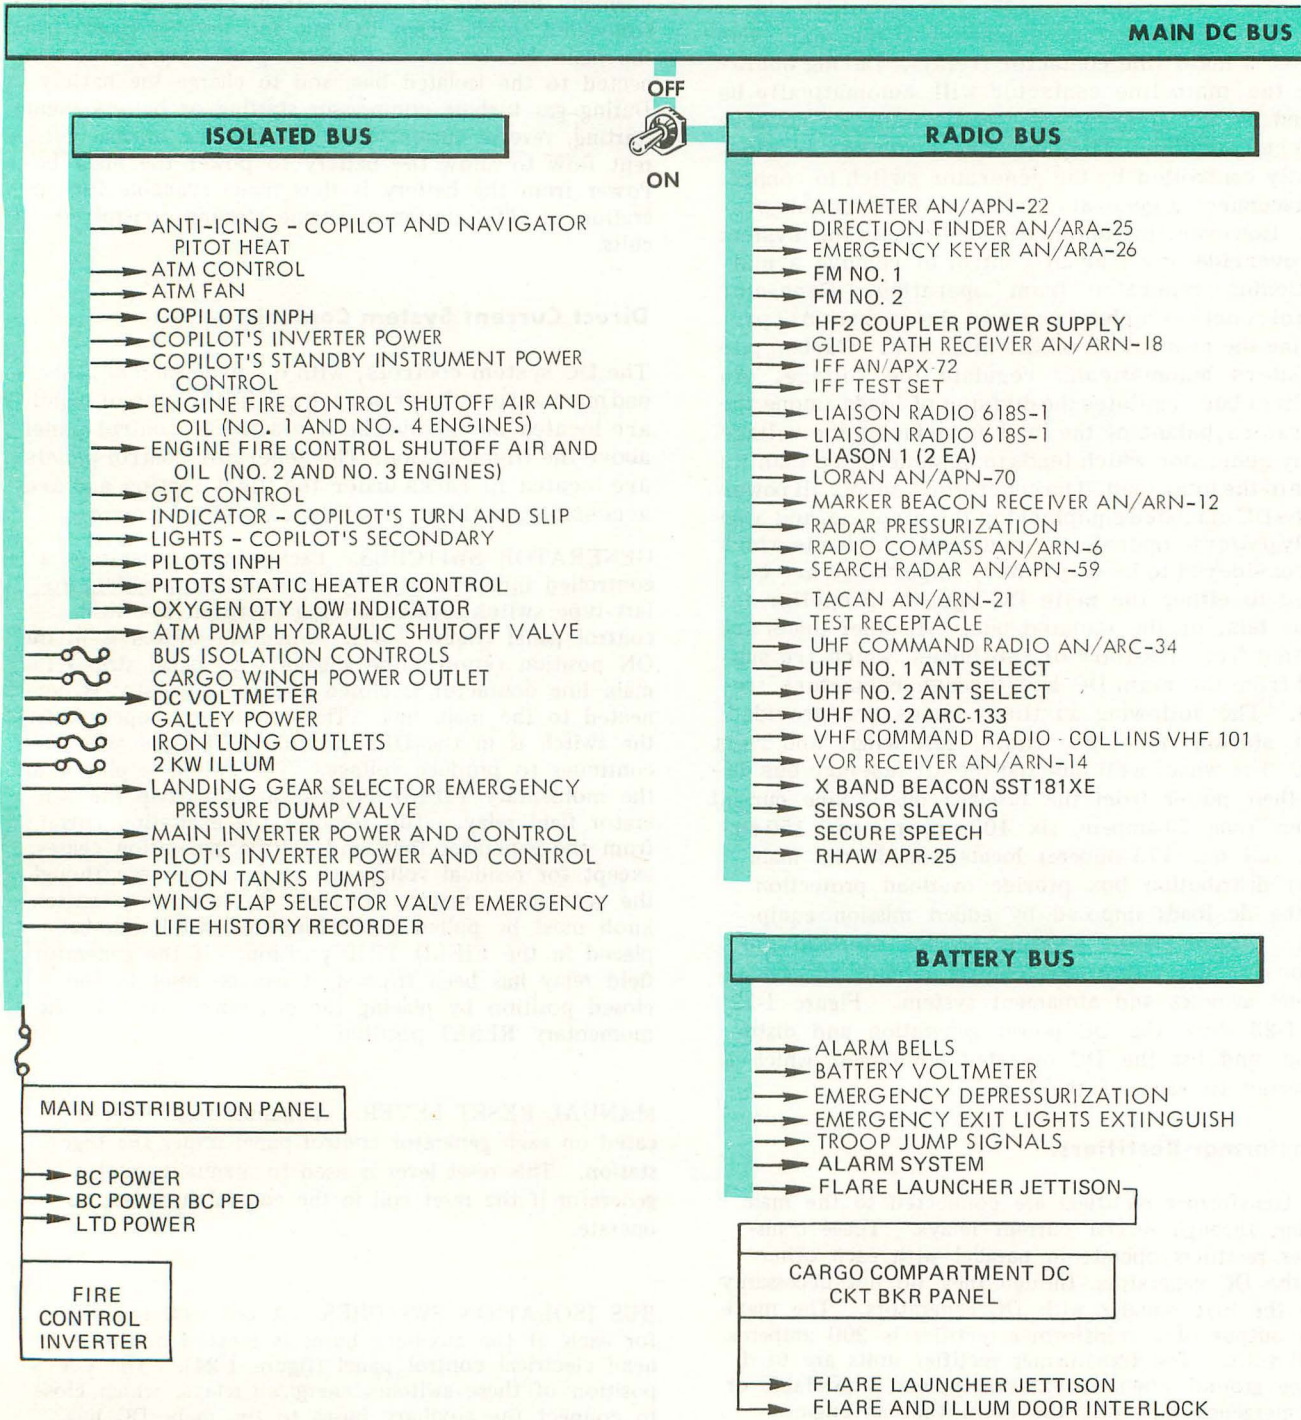 MAIN DC BUS
OFF
ON
ISOLATED BUS
ANTI-ICING - COPILOT AND NAVIGATOR
PITOT HEAT
ATM CONTROL
ATM FAN
COPILOTS INPH
COPILOT'S INVERTER POWER
COPILOT'S STANDBY INSTRUMENT POWER
CONTROL
ENGINE FIRE CONTROL SHUTOFF AIR AND
OIL (NO. 1 AND NO. 4 ENGINES)
ENGINE FIRE CONTROL SHUTOFF AIR AND
OIL (NO. 2 AND NO. 3 ENGINES)
GTC CONTROL
INDICATOR - COPILOT'S TURN AND SLIP
LIGHTS - COPILOT'S SECONDARY
PILOTS INPH
PITOTS STATIC HEATER CONTROL
OXYGEN QTY LOW INDICATOR
ATM PUMP HYDRAULIC SHUTOFF VALVE
BUS ISOLATION CONTROLS
CARGO WINCH POWER OUTLET
DC VOLTMETER
GALLEY POWER
IRON LUNG OUTLETS
2 KW ILLUM
LANDING GEAR SELECTOR EMERGENCY
PRESSURE DUMP VALVE
MAIN INVERTER POWER AND CONTROL
PILOT'S INVERTER POWER AND CONTROL
PYLON TANKS PUMPS
WING FLAP SELECTOR VALVE EMERGENCY
LIFE HISTORY RECORDER
MAIN DISTRIBUTION PANEL
BC POWER
BC POWER BC PED
LTD POWER
FIRE
CONTROL
INVERTER
RADIO BUS
ALTIMETER AN/APN-22
DIRECTION FINDER AN/ARA-25
EMERGENCY KEYER AN/ARA-26
FM NO. 1
FM NO. 2
HF2 COUPLER POWER SUPPLY
GLIDE PATH RECEIVER AN/ARN-18
IFF AN/APX-72
IFF TEST SET
LIAISON RADIO 618S-1
LIAISON RADIO 618S-1
LIASON 1 (2 EA)
LORAN AN/APN-70
MARKER BEACON RECEIVER AN/ARN-12
RADAR PRESSURIZATION
RADIO COMPASS AN/ARN-6
SEARCH RADAR AN/APN -59
TACAN AN/ARN-21
TEST RECEPTACLE
UHF COMMAND RADIO AN/ARC-34
UHF NO. 1 ANT SELECT
UHF NO. 2 ANT SELECT
UHF NO. 2 ARC-133
VHF COMMAND RADIO - COLLINS VHF 101
VOR RECEIVER AN/ARN-14
X BAND BEACON SST181XE
SENSOR SLAVING
SECURE SPEECH
RHAW APR-25
BATTERY BUS
ALARM BELLS
BATTERY VOLTMETER
EMERGENCY DEPRESSURIZATION
EMERGENCY EXIT LIGHTS EXTINGUISH
TROOP JUMP SIGNALS
ALARM SYSTEM
FLARE LAUNCHER JETTISON
CARGO COMPARTMENT DC
CKT BKR PANEL
FLARE LAUNCHER JETTISON
FLARE AND ILLUM DOOR INTERLOCK